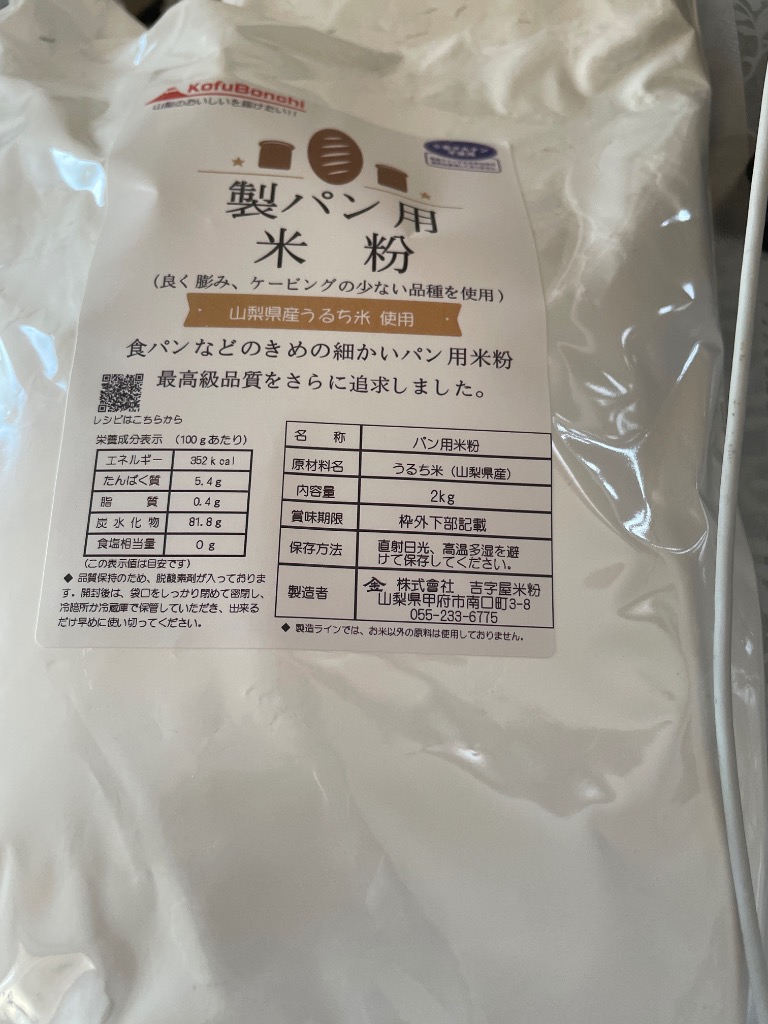 KofuBonchi
山梨のおいしいを届けたい!!
製パン用
米 粉
(良く膨み、ケービングの少ない品種を使用)
山梨県産うるち米 使用
食パンなどのきめの細かいパン用米粉
最高級品質をさらに追求しました。
レシピはこちらから
栄養成分表示 (100gあたり)
エネルギー 352kcal
たんぱく質 5.4g
脂 質 0.4g
炭水化物 81.8g
食塩相当量 0g
(この表示値は目安です)
◆ 品質保持のため、脱酸素剤が入っておりま
す。開封後は、袋口をしっかり閉めて密閉し、
冷暗所か冷蔵庫で保管していただき、出来る
だけ早めに使い切ってください。
名 称 パン用米粉
原材料名 うるち米(山梨県産)
内容量 2kg
賞味期限 枠外下部記載
保存方法 直射日光、高温多湿を避
けて保存してください。
製造者 株式會社 吉字屋米粉
山梨県甲府市南口町3-8
055-233-6775
◆ 製造ラインでは、お米以外の原料は使用しておりません。